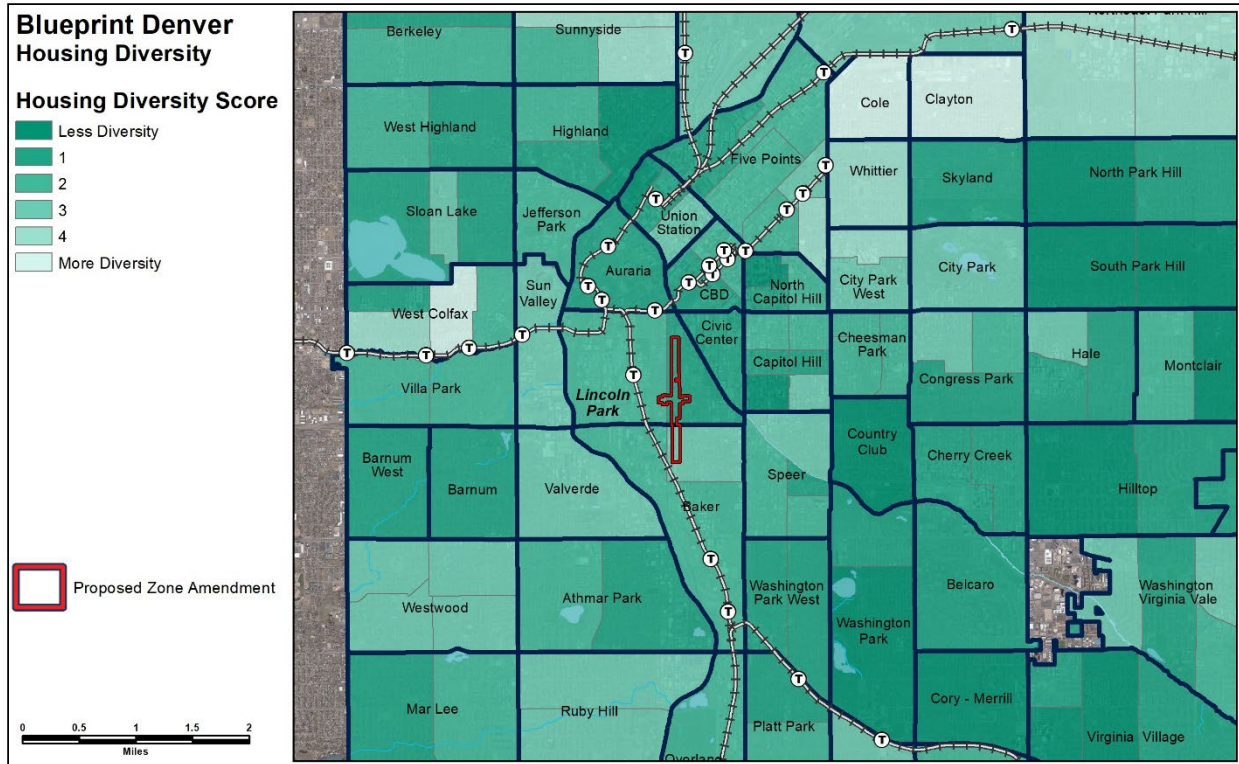 Blueprint Denver
Housing Diversity
Housing Diversity Score
Less Diversity
1
2
3
4
More Diversity
Proposed Zone Amendment
0 0.5 1 1.5 2
Miles
Berkeley
Sunnyside
T
T
Cole
Clayton
West Highland
Highland
T
Five Points
Whittier
Skyland
North Park Hill
T
Sloan Lake
Jefferson
Park
T
Union
Station
T
T
T
Auraria
T
T
T
T
T
T
T
CBD
North
Capitol Hill
City Park
West
City Park
South Park Hill
Sun
Valley
T
T
West Colfax
T
T
T
T
Civic
Center
Capitol Hill
Cheesman
Park
Hale
Montclair
Villa Park
T
Lincoln
Park
Congress Park
Barnum
West
Barnum
Valverde
Baker
Speer
Country
Club
Cherry Creek
Hilltop
T
Westwood
Athmar Park
T
Washington
Park West
Washington
Park
Belcaro
Washington
Virginia Vale
Mar Lee
Ruby Hill
T
Platt Park
T
Cory - Merrill
Virginia Village